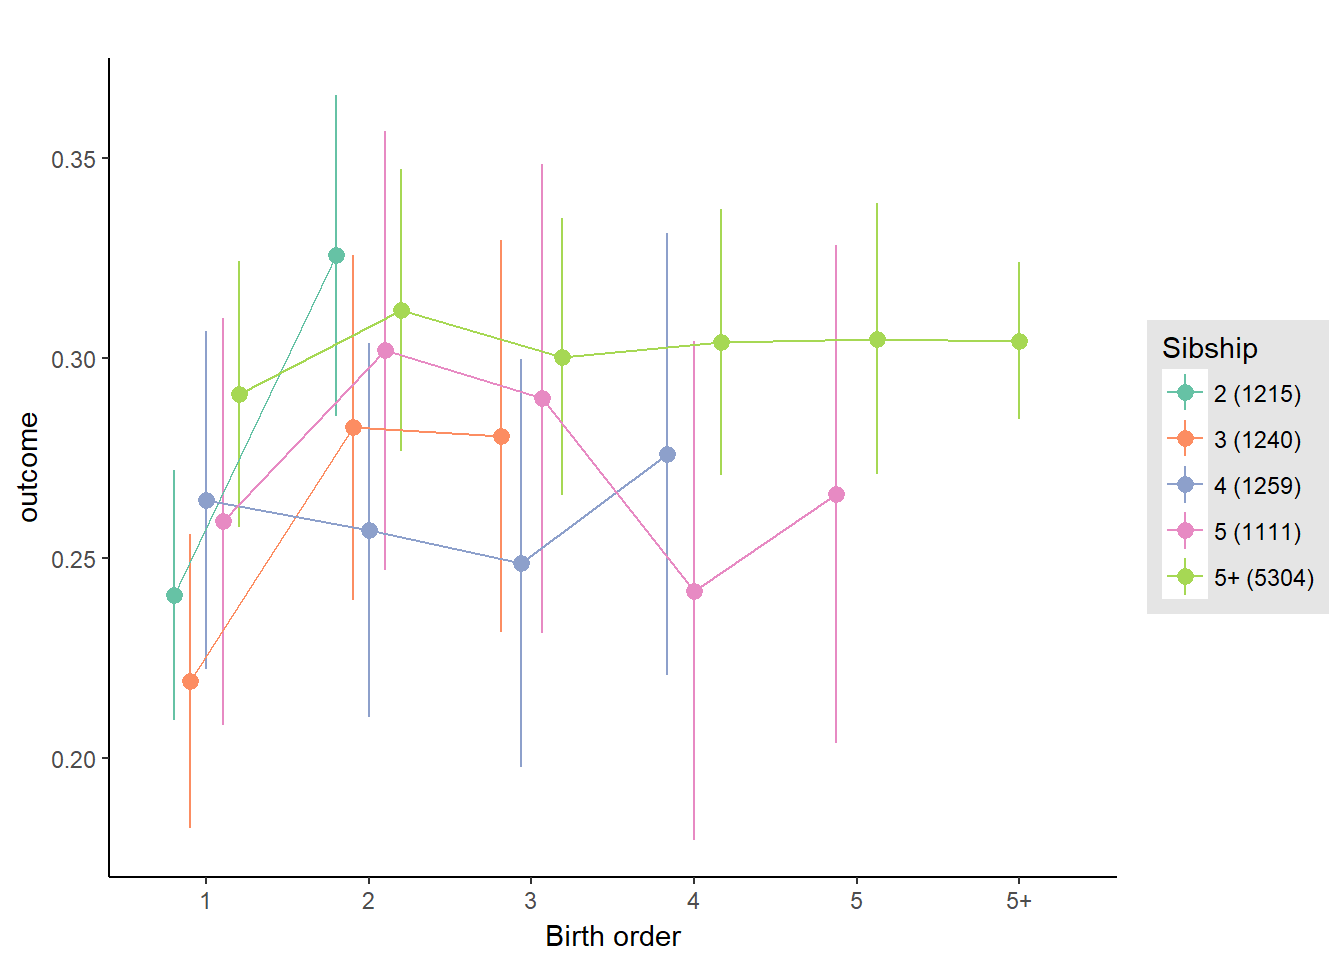 0.35
0.30
0.25
0.20
outcome
1 2 3 4 5 5+
Birth order
Sibship
2 (1215)
3 (1240)
4 (1259)
5 (1111)
5+ (5304)